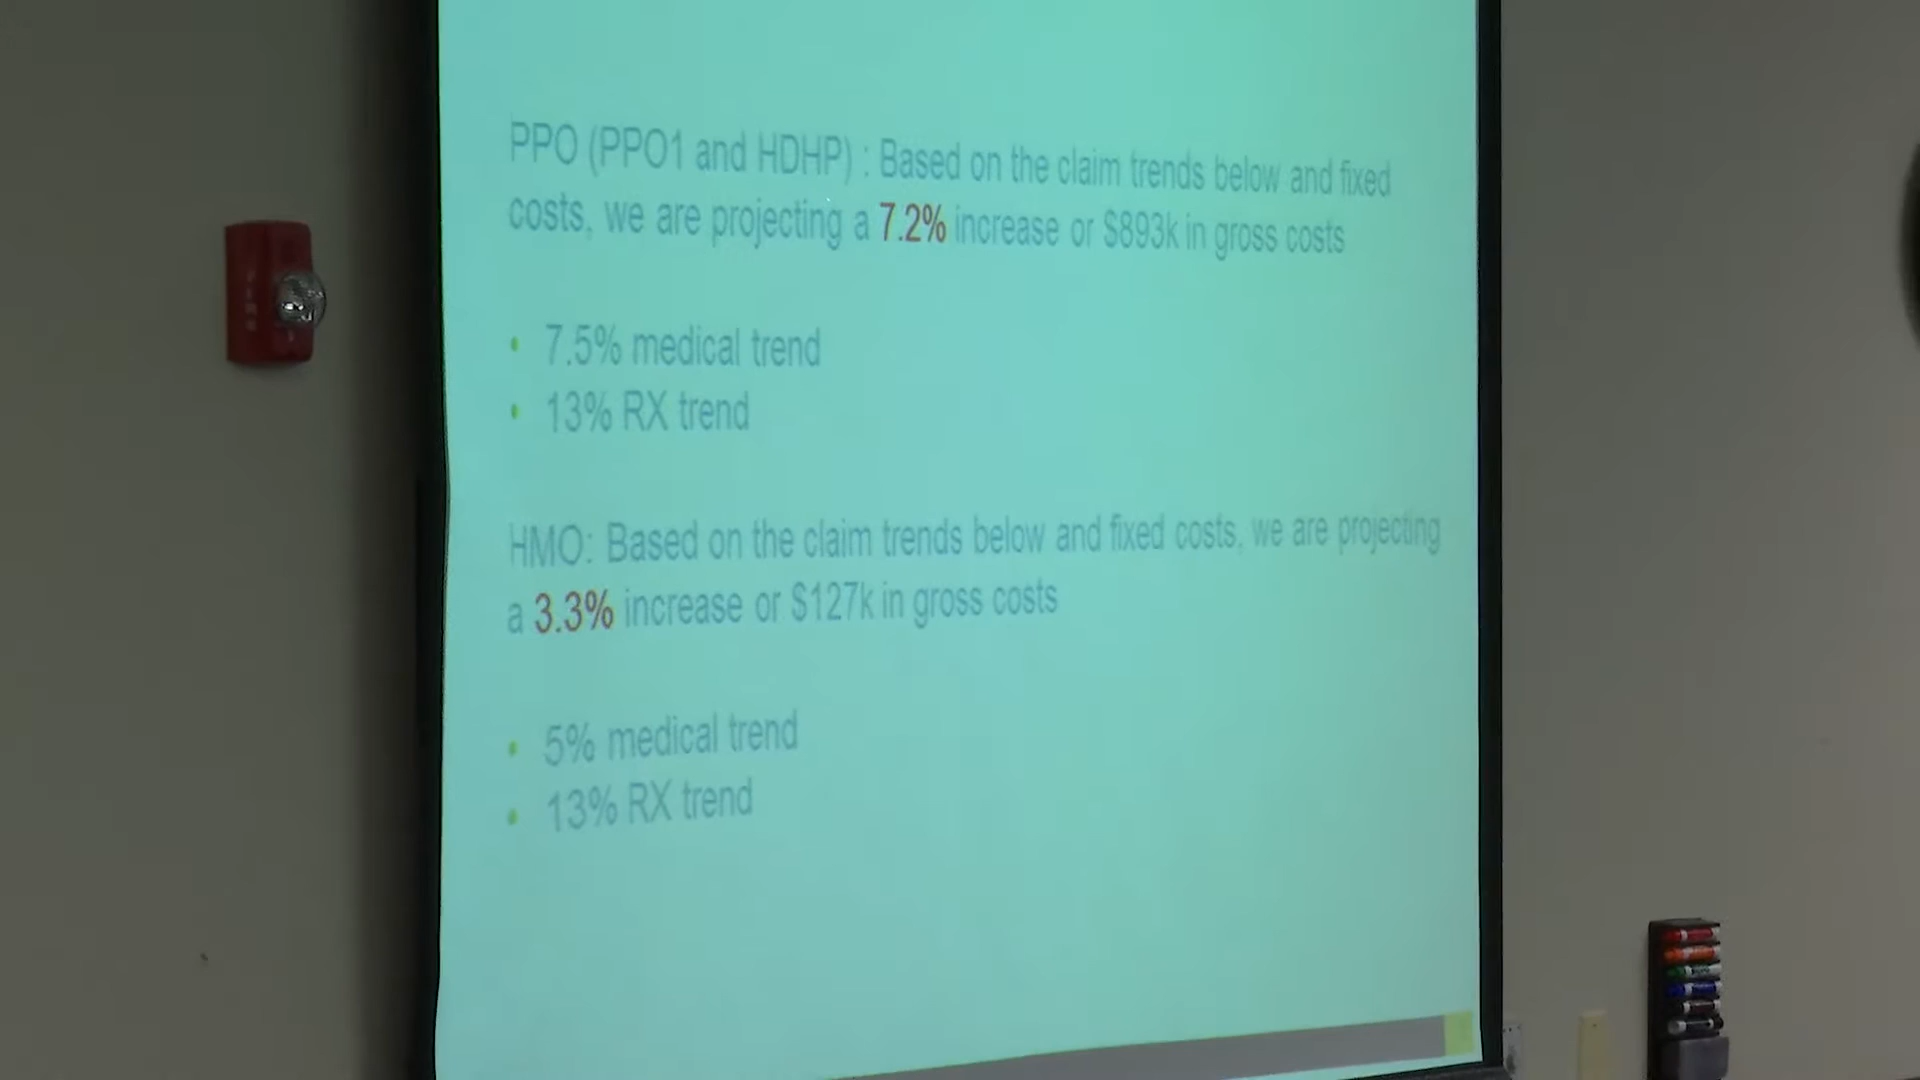 PPO (PPO1 and HDHP) : Based on the claim trends below and fixed
costs, we are projecting a 7.2% increase or $893k in gross costs
• 7.5% medical trend
• 13% RX trend
HMO: Based on the claim trends below and fixed costs, we are projecting
a 3.3% increase or $127k in gross costs
• 5% medical trend
• 13% RX trend